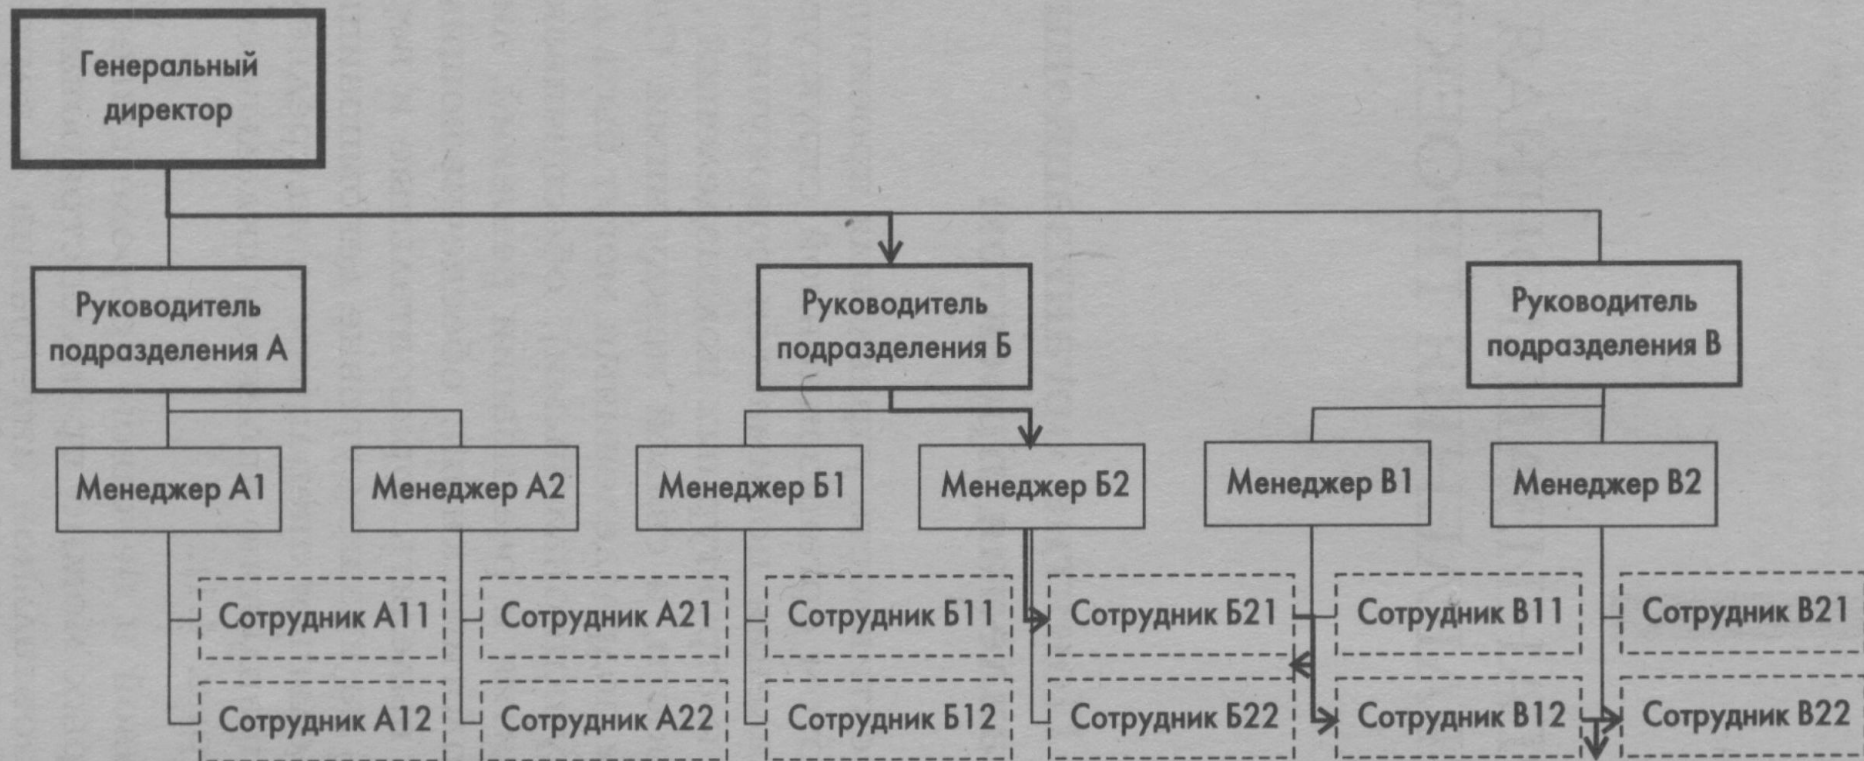 Генеральный
директор
Руководитель
подразделения А
Руководитель
подразделения Б
Руководитель
подразделения В
Менеджер А1
Менеджер А2
Менеджер Б1
Менеджер Б2
Менеджер В1
Менеджер В2
Сотрудник А11
Сотрудник А21
Сотрудник Б11
Сотрудник Б21
Сотрудник В11
Сотрудник В21
Сотрудник А12
Сотрудник А22
Сотрудник Б12
Сотрудник Б22
Сотрудник В12
Сотрудник В22